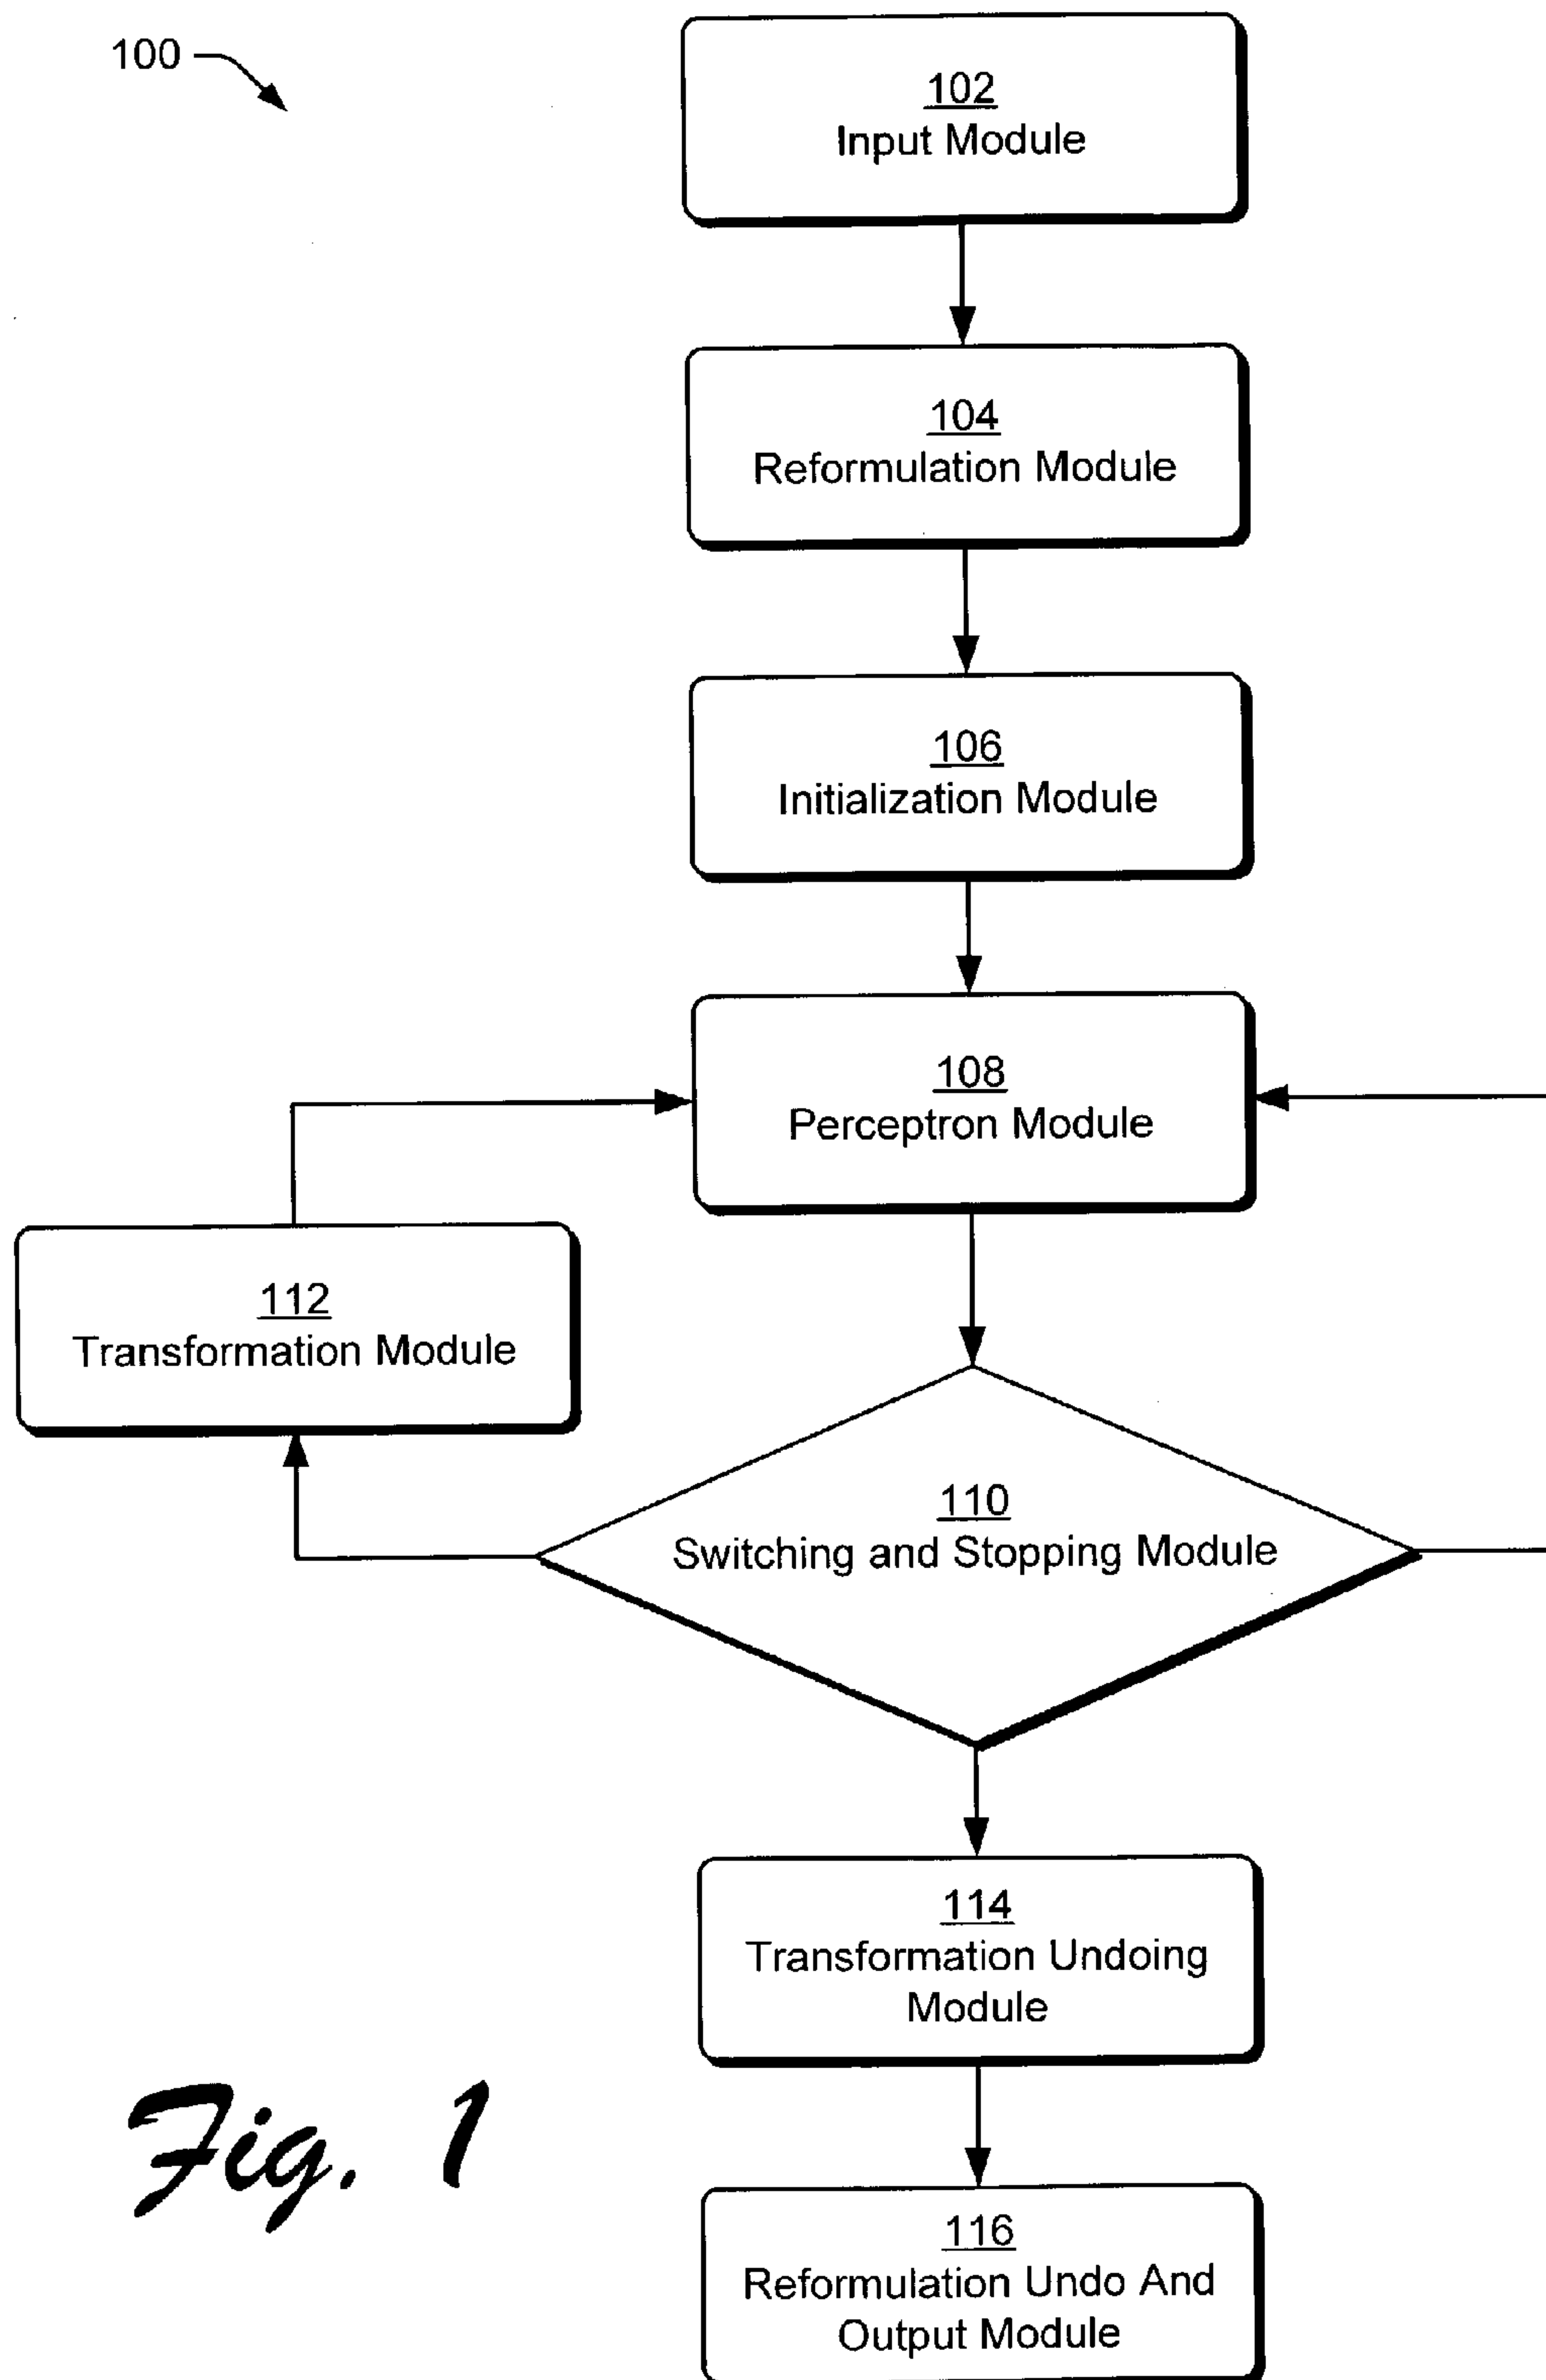 100
102
Input Module
104
Reformulation Module
106
Initialization Module
108
Perceptron Module
112
Transformation Module
110
Switching and Stopping Module
114
Transformation Undoing
Module
Fig. 1
116
Reformulation Undo And
Output Module